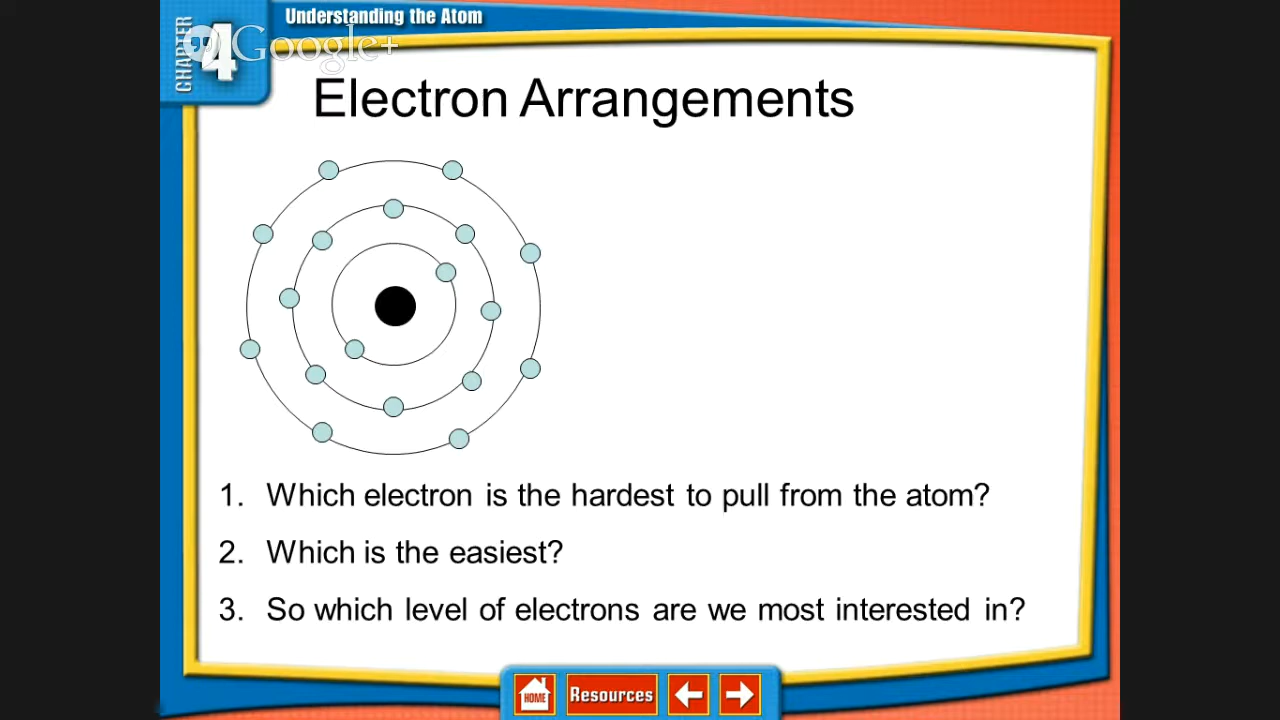 Understanding the Atom
CHAPTER 4
Google+
Electron Arrangements
1. Which electron is the hardest to pull from the atom?
2. Which is the easiest?
3. So which level of electrons are we most interested in?
HOME
Resources